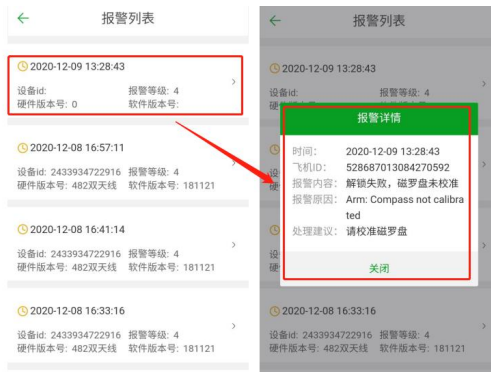 报警列表
2020-12-09 13:28:43
设备id: 报警等级: 4
硬件版本号: 0 软件版本号:
2020-12-08 16:57:11
设备id: 2433934722916 报警等级: 4
硬件版本号: 482双天线 软件版本号: 181121
2020-12-08 16:41:14
设备id: 2433934722916 报警等级: 4
硬件版本号: 482双天线 软件版本号: 181121
2020-12-08 16:33:16
设备id: 2433934722916 报警等级: 4
硬件版本号: 482双天线 软件版本号: 181121
报警列表
2020-12-09 13:28:43
设备id: 报警等级: 4
报警详情
时间: 2020-12-09 13:28:43
飞机ID: 528687013084270592
报警内容: 解锁失败，磁罗盘未校准
报警原因: Arm: Compass not calibra
ted
处理建议: 请校准磁罗盘
关闭
2020-12-08 16:33:16
设备id: 2433934722916 报警等级: 4
硬件版本号: 482双天线 软件版本号: 181121